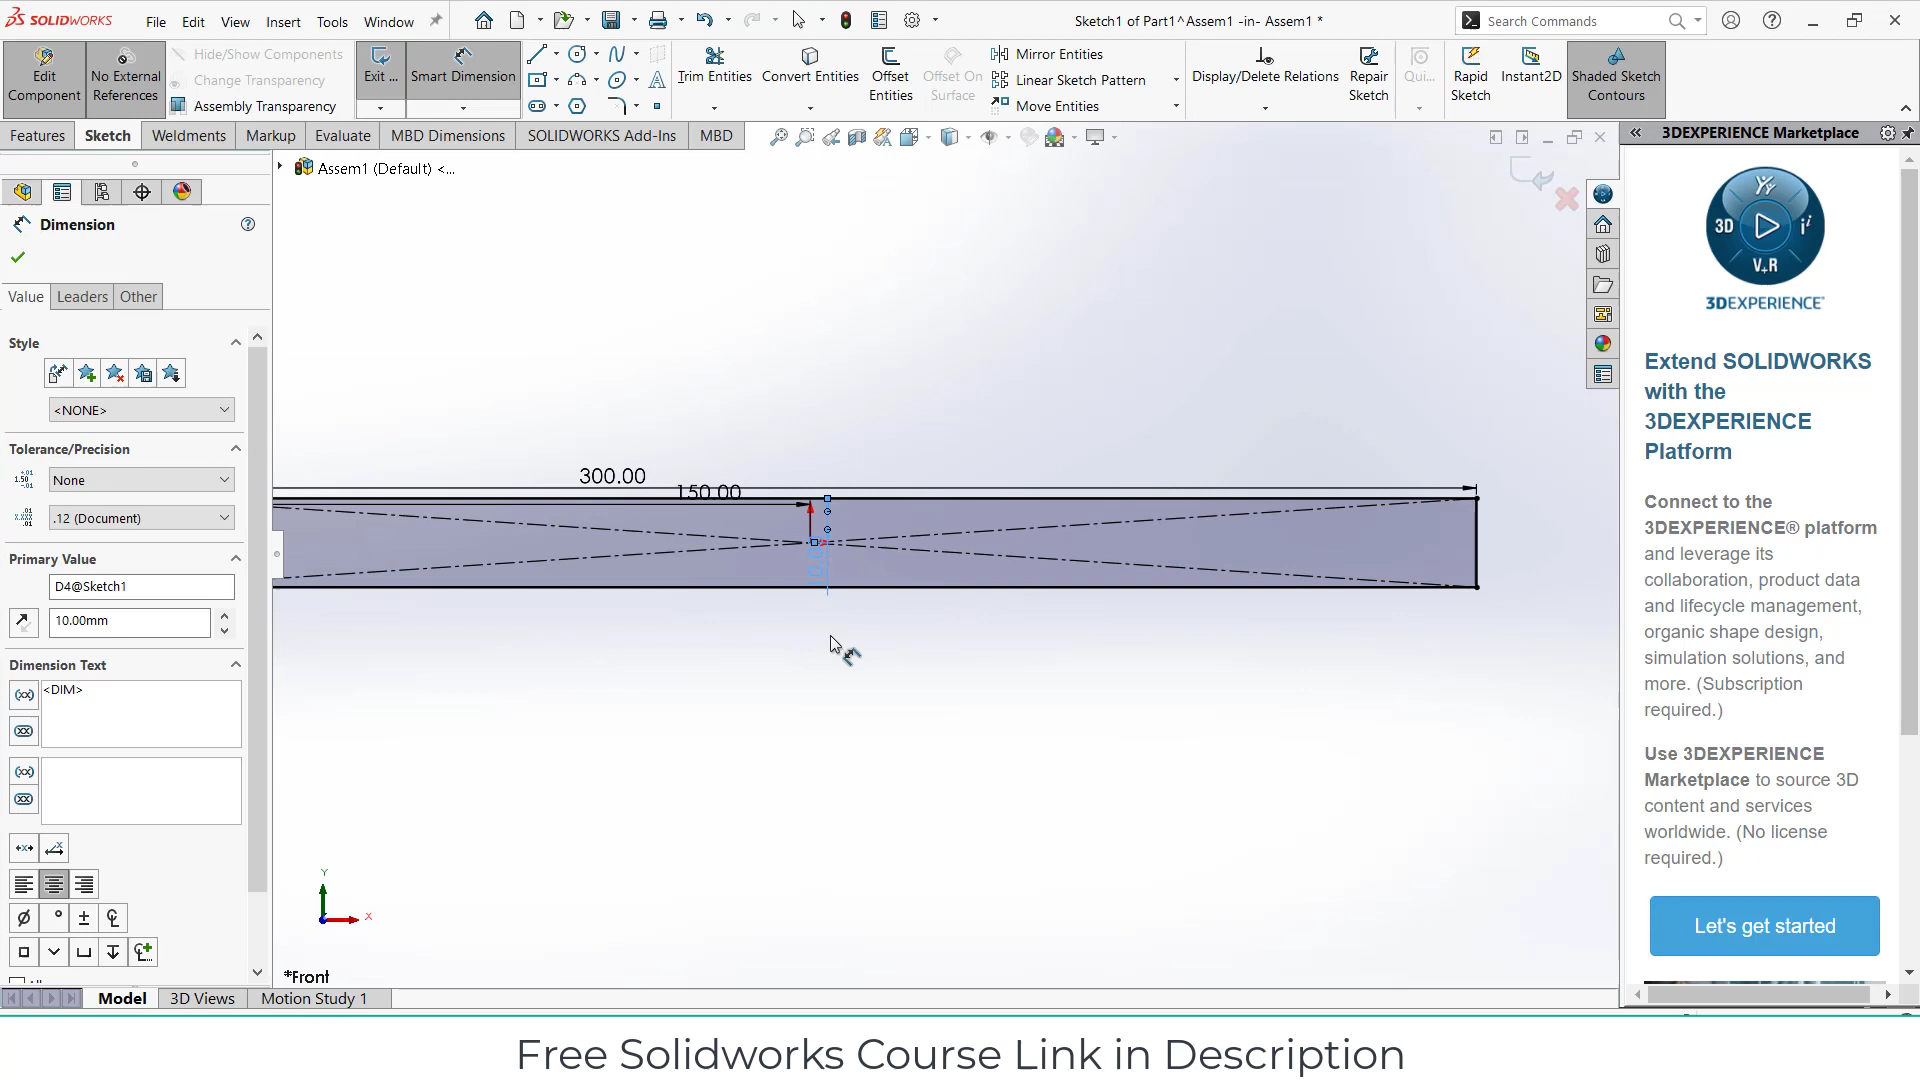 SOLIDWORKS
File Edit View Insert Tools Window
Sketch1 of Part1^Assem1 -in- Assem1 *
Search Commands
Edit Component
No External References
Hide/Show Components
Change Transparency
Assembly Transparency
Exit ...
Smart Dimension
Trim Entities
Convert Entities
Offset Entities
Offset On Surface
Mirror Entities
Linear Sketch Pattern
Move Entities
Display/Delete Relations
Repair Sketch
Qui...
Rapid Sketch
Instant2D
Shaded Sketch Contours
Features Sketch Weldments Markup Evaluate MBD Dimensions SOLIDWORKS Add-Ins MBD
3DEXPERIENCE Marketplace
Assem1 (Default) <...
Dimension
Value Leaders Other
Style
<NONE>
Tolerance/Precision
None
.12 (Document)
Primary Value
D4@Sketch1
10.00mm
Dimension Text
<DIM>
300.00
150.00
Y
X
*Front
3D
V+R
3DEXPERIENCE
Extend SOLIDWORKS
with the
3DEXPERIENCE
Platform
Connect to the
3DEXPERIENCE® platform
and leverage its
collaboration, product data
and lifecycle management,
organic shape design,
simulation solutions, and
more. (Subscription
required.)
Use 3DEXPERIENCE
Marketplace to source 3D
content and services
worldwide. (No license
required.)
Let's get started
Model 3D Views Motion Study 1
Free Solidworks Course Link in Description